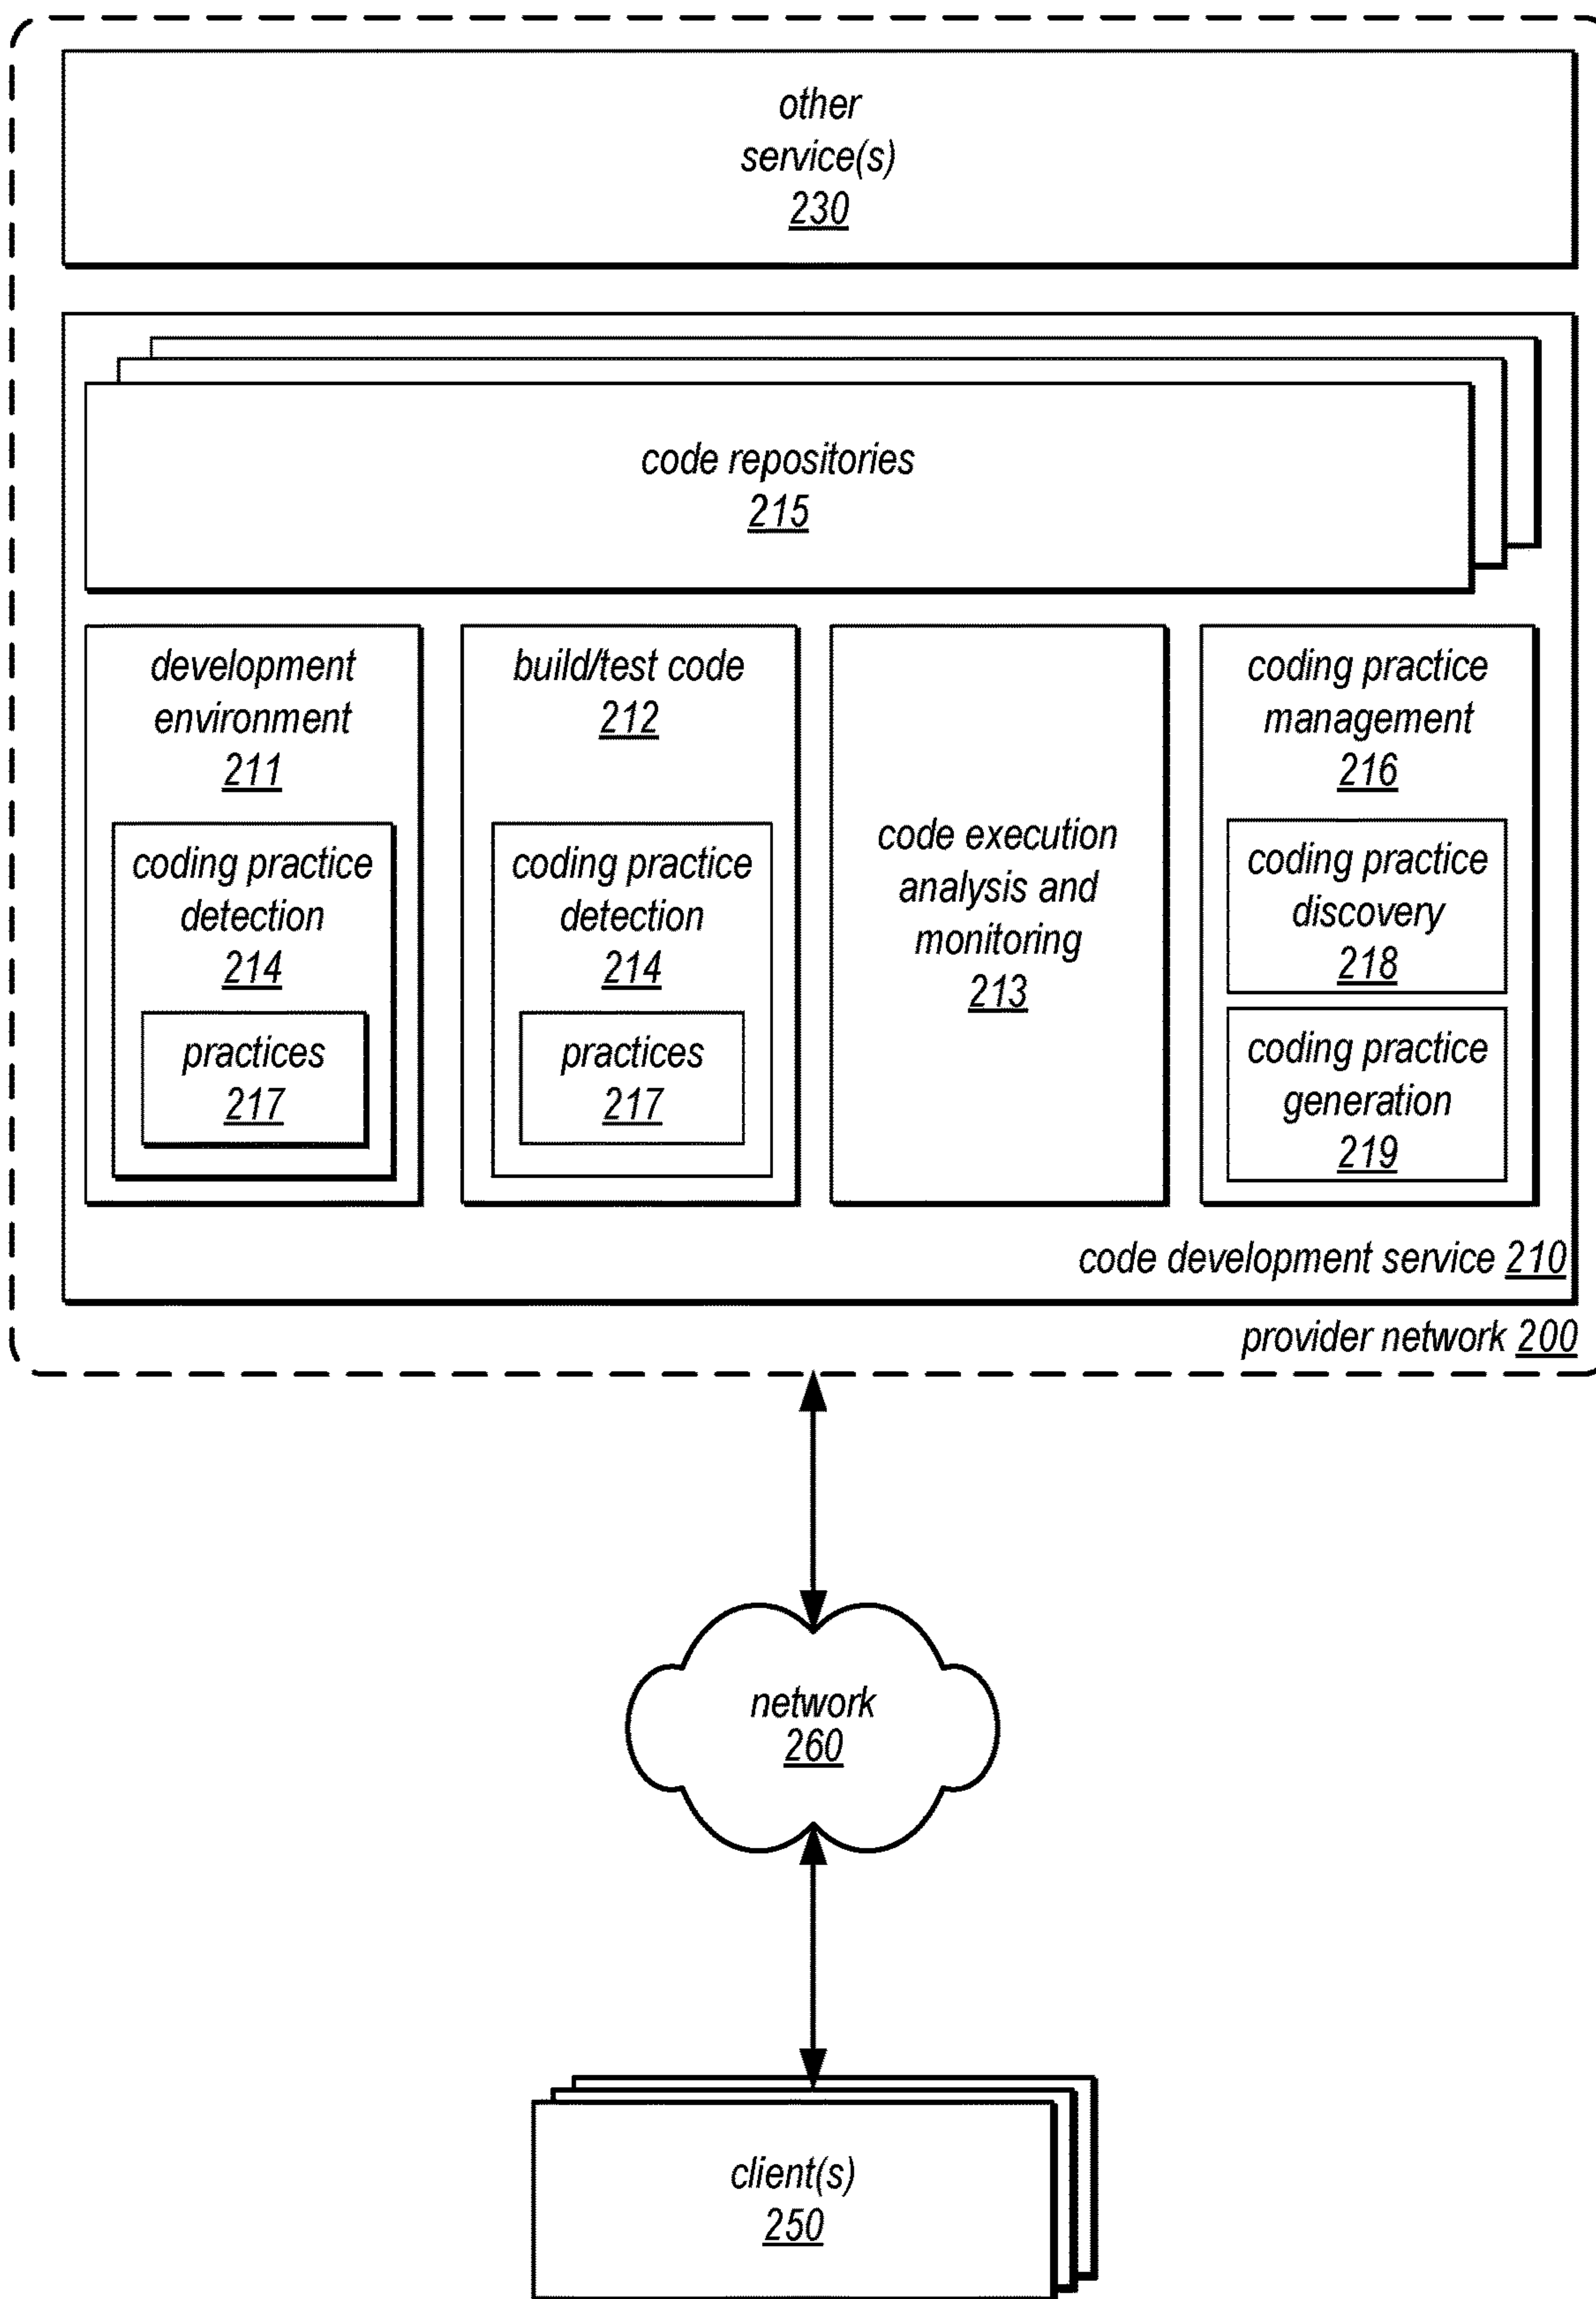 other
service(s)
230
code repositories
215
development
environment
211
coding practice
detection
214
practices
217
build/test code
212
coding practice
detection
214
practices
217
code execution
analysis and
monitoring
213
coding practice
management
216
coding practice
discovery
218
coding practice
generation
219
code development service 210
provider network 200
network
260
client(s)
250